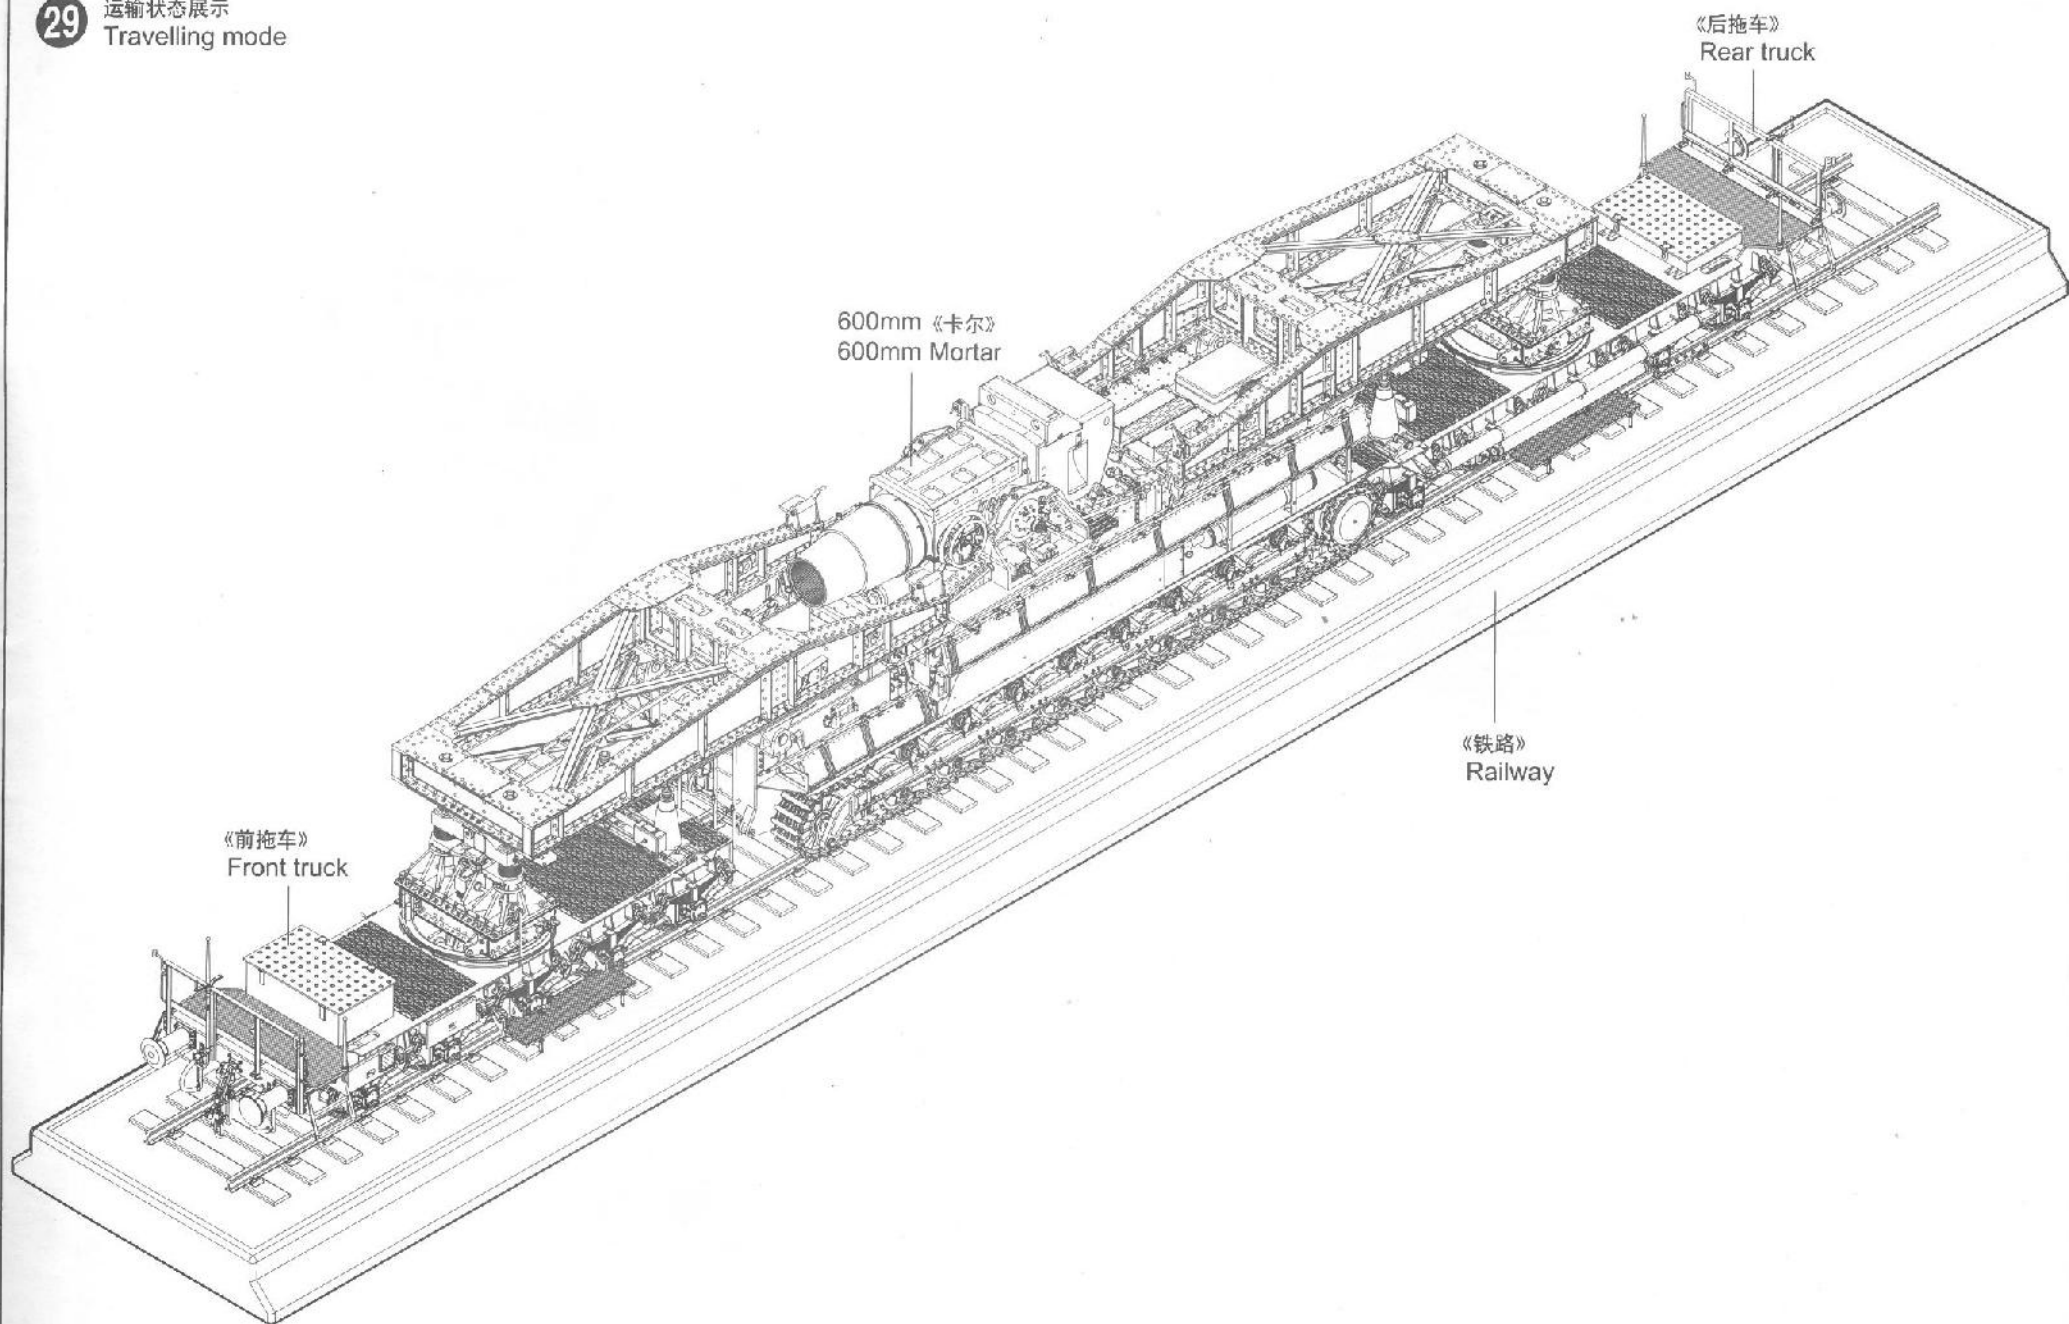 29
运输状态展示
Travelling mode
《后拖车》
Rear truck
600mm《卡尔》
600mm Mortar
《铁路》
Railway
《前拖车》
Front truck